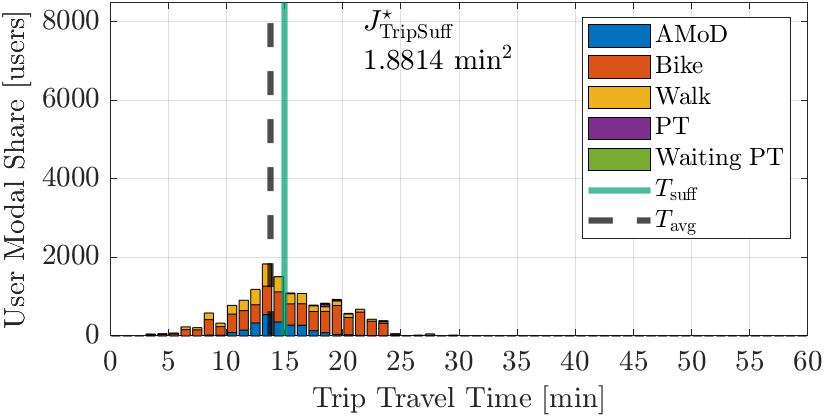 8000
6000
4000
2000
0
User Modal Share [users]
J⋆TripSuff
1.8814 min²
AMoD
Bike
Walk
PT
Waiting PT
Tsuff
Tavg
0 5 10 15 20 25 30 35 40 45 50 55 60
Trip Travel Time [min]